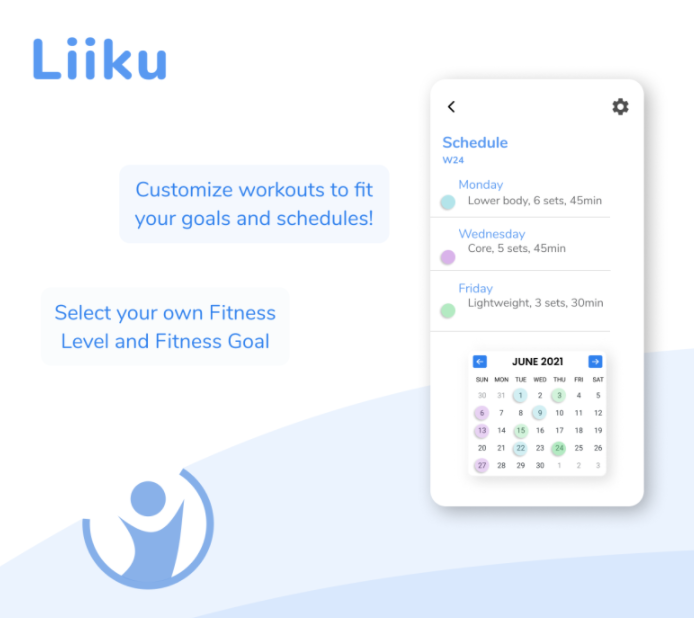 Liiku
Customize workouts to fit
your goals and schedules!
Select your own Fitness
Level and Fitness Goal
Schedule
W24
Monday
Lower body, 6 sets, 45min
Wednesday
Core, 5 sets, 45min
Friday
Lightweight, 3 sets, 30min
JUNE 2021
SUN MON TUE WED THU FRI SAT
30 31 1 2 3 4 5
6 7 8 9 10 11 12
13 14 15 16 17 18 19
20 21 22 23 24 25 26
27 28 29 30 1 2 3